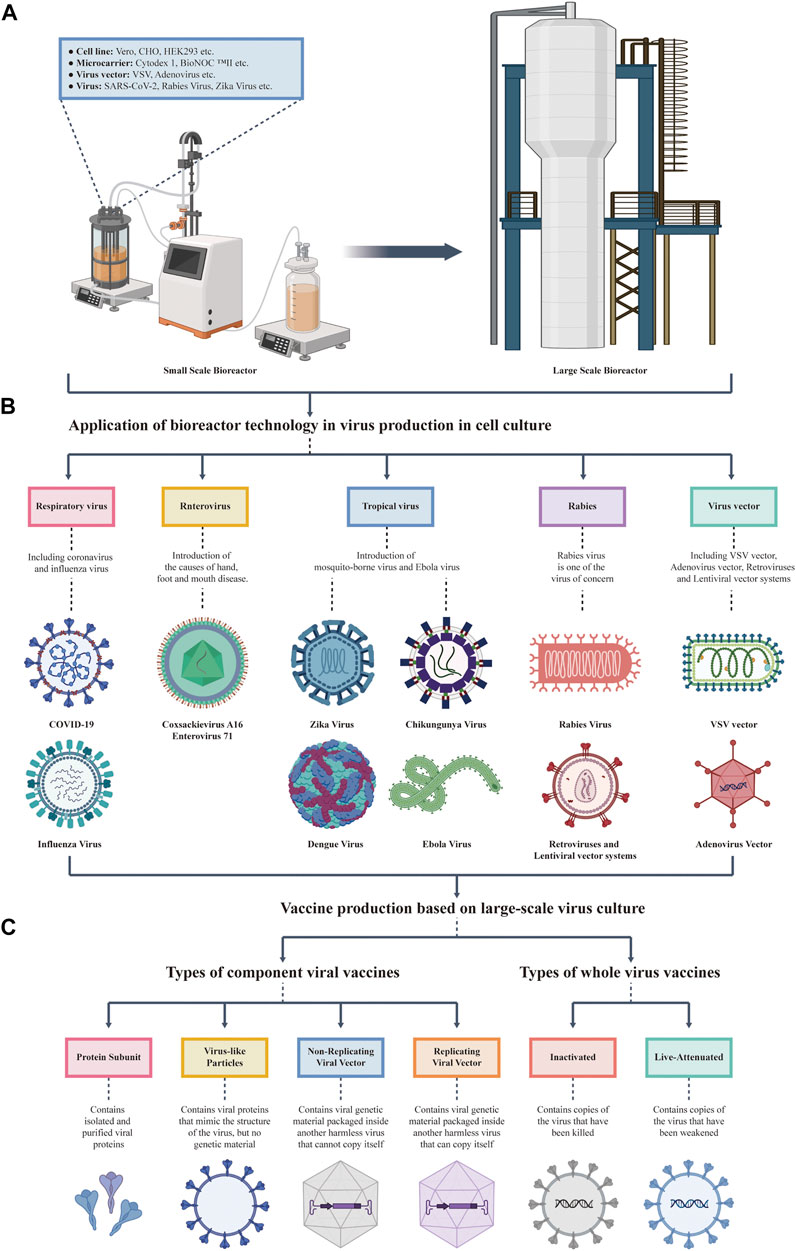 A
● Cell line: Vero, CHO, HEK293 etc.
● Microcarrier: Cytodex 1, BioNOC ™II etc.
● Virus vector: VSV, Adenovirus etc.
● Virus: SARS-CoV-2, Rabies Virus, Zika Virus etc.
Small Scale Bioreactor
Large Scale Bioreactor
B
Application of bioreactor technology in virus production in cell culture
Respiratory virus
Rnterovirus
Tropical virus
Rabies
Virus vector
Including coronavirus
and influenza virus
Introduction of
the causes of hand,
foot and mouth disease.
Introduction of
mosquito-borne virus and Ebola virus
Rabies virus
is one of the
virus of concern
Including VSV vector,
Adenovirus vector, Retroviruses
and Lentiviral vector systems
COVID-19
Coxsackievirus A16
Enterovirus 71
Zika Virus
Chikungunya Virus
Rabies Virus
VSV vector
Influenza Virus
Dengue Virus
Ebola Virus
Retroviruses and
Lentiviral vector systems
Adenovirus Vector
Vaccine production based on large-scale virus culture
C
Types of component viral vaccines
Types of whole virus vaccines
Protein Subunit
Virus-like
Particles
Non-Replicating
Viral Vector
Replicating
Viral Vector
Inactivated
Live-Attenuated
Contains
isolated and
purified viral
proteins
Contains viral proteins
that mimic the structure
of the virus, but no
genetic material
Contains viral genetic
material packaged inside
another harmless virus
that cannot copy itself
Contains viral genetic
material packaged inside
another harmless virus
that can copy itself
Contains copies
of the virus that have
been killed
Contains copies of
the virus that have
been weakened